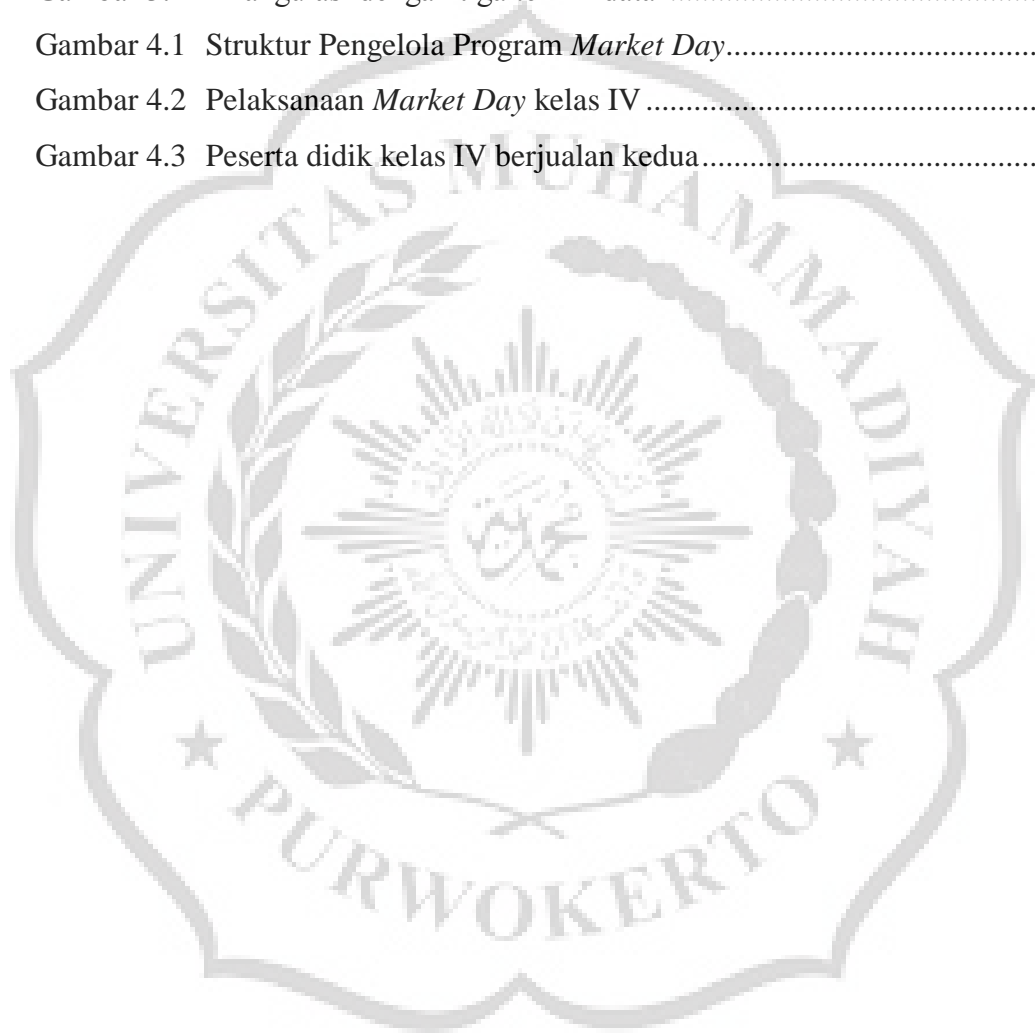 Gambar 4.1 Struktur Pengelola Program Market Day....................................
Gambar 4.2 Pelaksanaan Market Day kelas IV..............................................
Gambar 4.3 Peserta didik kelas IV berjualan kedua.......................................
UNIVERSITAS MUHAMMADIYAH
PURWOKERTO